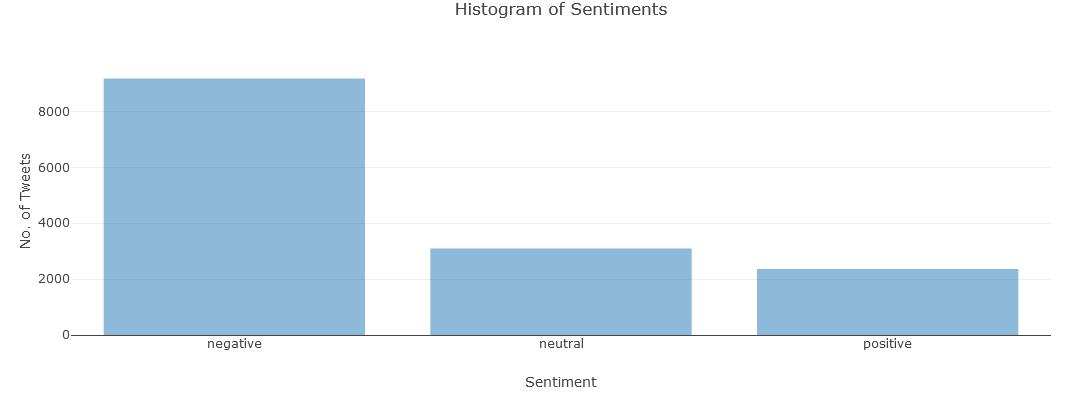 Histogram of Sentiments
No. of Tweets
8000
6000
4000
2000
0
negative
neutral
positive
Sentiment